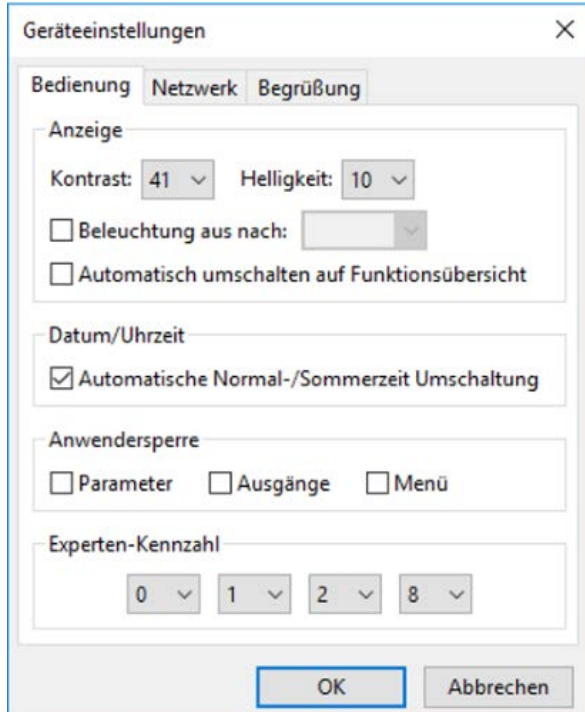 Geräteeinstellungen
Bedienung Netzwerk Begrüßung
Anzeige
Kontrast: 41 Helligkeit: 10
Beleuchtung aus nach:
Automatisch umschalten auf Funktionsübersicht
Datum/Uhrzeit
Automatische Normal-/Sommerzeit Umschaltung
Anwendersperre
Parameter Ausgänge Menü
Experten-Kennzahl
0 1 2 8
OK Abbrechen